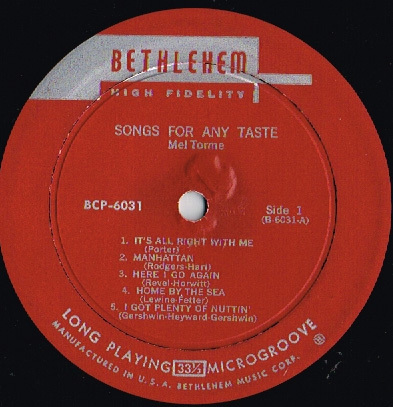 BETHLEHEM
HIGH FIDELITY
SONGS FOR ANY TASTE
Mel Torme
BCP-6031
Side 1
(B-6031-A)
1. IT'S ALL RIGHT WITH ME
(Porter)
2. MANHATTAN
(Rodgers-Hart)
3. HERE I GO AGAIN
(Revel-Horwitt)
4. HOME BY THE SEA
(Lewine-Fetter)
5. I GOT PLENTY OF NUTTIN'
(Gershwin-Hayward-Gershwin)
LONG PLAYING 33⅓ MICROGROOVE
MANUFACTURED IN U.S.A. BETHLEHEM MUSIC CORP.